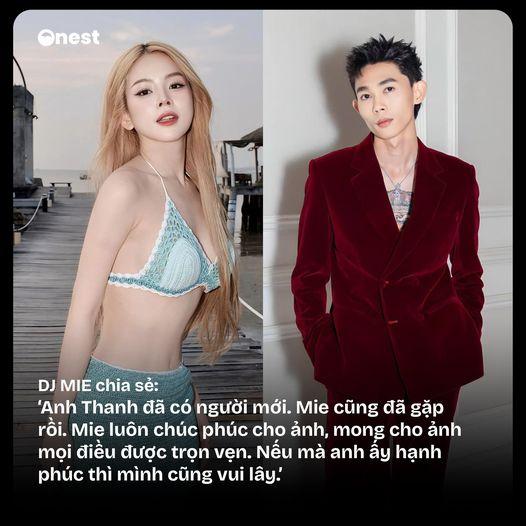 Onest
DJ MIE chia sẻ:
‘Anh Thanh đã có người mới. Mie cũng đã gặp
rồi. Mie luôn chúc phúc cho ảnh, mong cho ảnh
mọi điều được trọn vẹn. Nếu mà anh ấy hạnh
phúc thì mình cũng vui lây.’